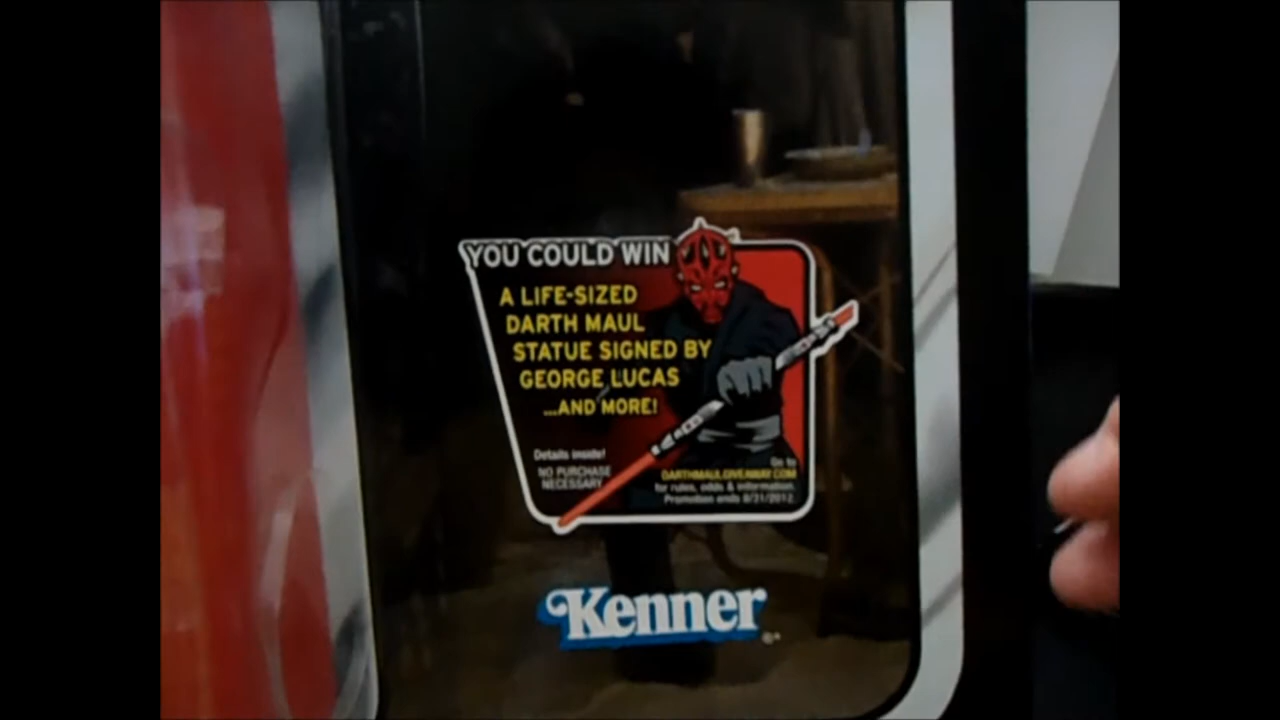 YOU COULD WIN
A LIFE-SIZED
DARTH MAUL
STATUE SIGNED BY
GEORGE LUCAS
...AND MORE!
Details inside!
NO PURCHASE
NECESSARY
Go to
DARTHMAULGIVEAWAY.COM
for rules, odds & information.
Promotion ends 8/31/2012.
Kenner